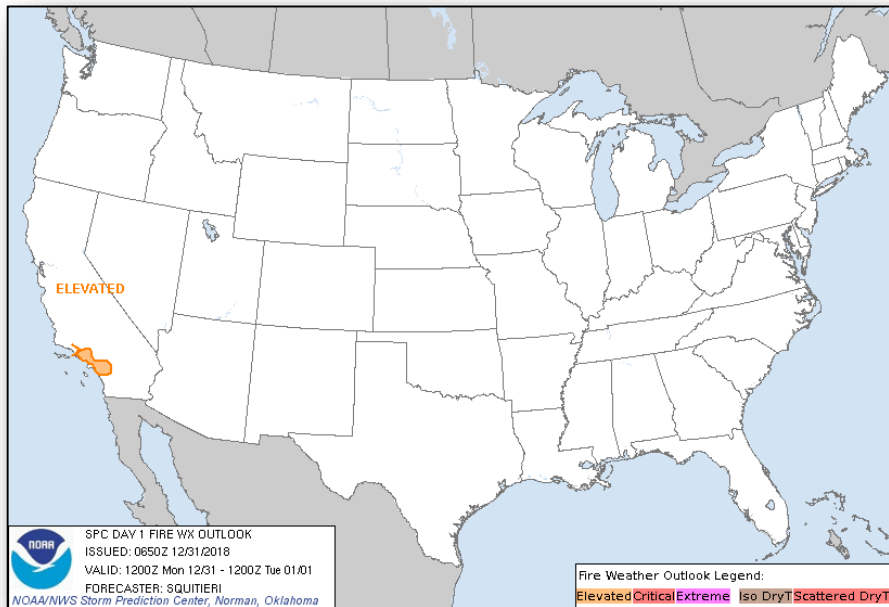 ELEVATED
NOAA
SPC DAY 1 FIRE WX OUTLOOK
ISSUED: 0650Z 12/31/2018
VALID: 1200Z Mon 12/31 - 1200Z Tue 01/01
FORECASTER: SQUITIERI
NOAA/NWS Storm Prediction Center, Norman, Oklahoma
Fire Weather Outlook Legend:
Elevated Critical Extreme Iso DryT Scattered DryT